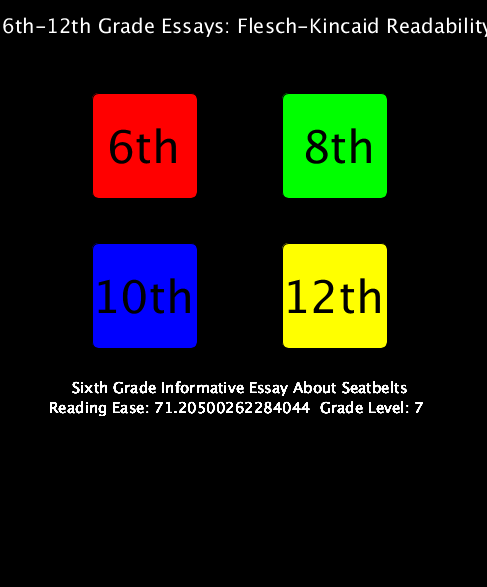 6th-12th Grade Essays: Flesch-Kincaid Readability
6th
8th
10th
12th
Sixth Grade Informative Essay About Seatbelts
Reading Ease: 71.20500262284044 Grade Level: 7